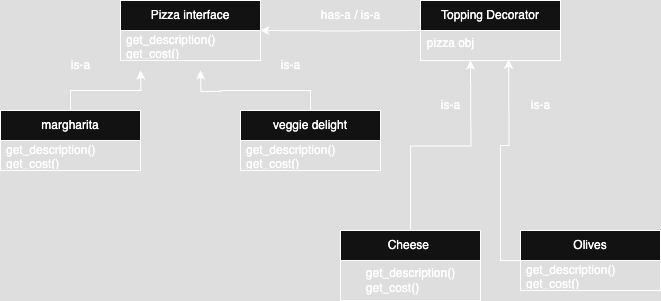 Pizza interface
get_description()
get_cost()
has-a / is-a
Topping Decorator
pizza obj
is-a
is-a
margharita
get_description()
get_cost()
veggie delight
get_description()
get_cost()
is-a
is-a
Cheese
get_description()
get_cost()
Olives
get_description()
get_cost()